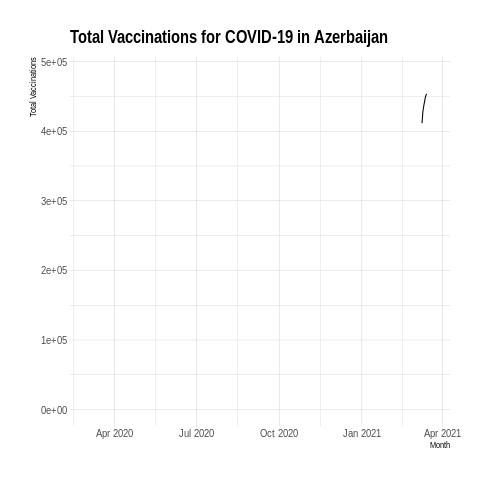 Total Vaccinations for COVID-19 in Azerbaijan
Total Vaccinations
5e+05
4e+05
3e+05
2e+05
1e+05
0e+00
Apr 2020 Jul 2020 Oct 2020 Jan 2021 Apr 2021
Month